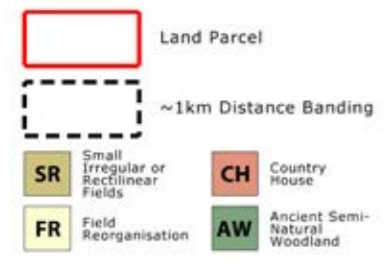 Land Parcel
~1km Distance Banding
SR
Small
Irregular or
Rectilinear
Fields
CH
Country
House
FR
Field
Reorganisation
AW
Ancient Semi-
Natural
Woodland